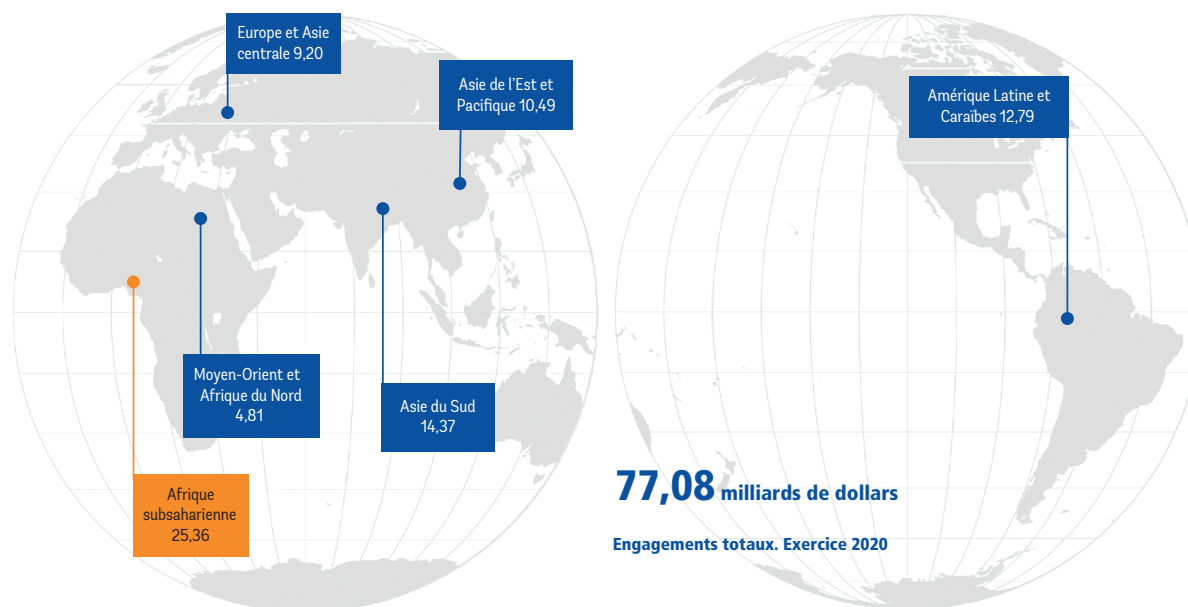 Europe et Asie
centrale 9,20
Asie de l'Est et
Pacifique 10,49
Amérique Latine et
Caraïbes 12,79
Moyen-Orient et
Afrique du Nord
4,81
Asie du Sud
14,37
Afrique
subsaharienne
25,36
77,08 milliards de dollars
Engagements totaux. Exercice 2020